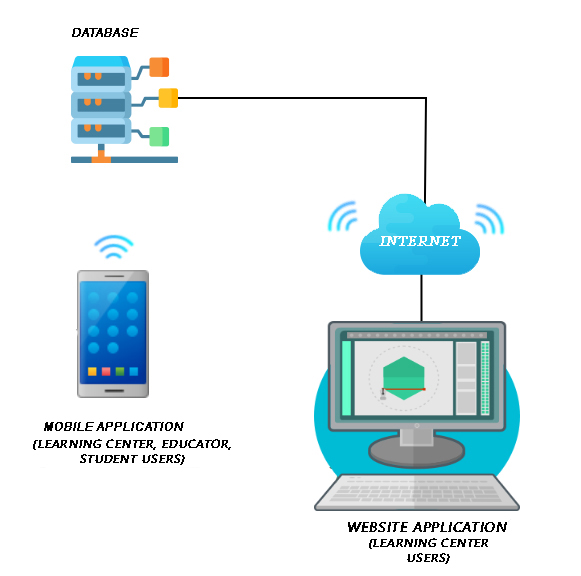 DATABASE
INTERNET
MOBILE APPLICATION
(LEARNING CENTER, EDUCATOR,
STUDENT USERS)
WEBSITE APPLICATION
(LEARNING CENTER
USERS)